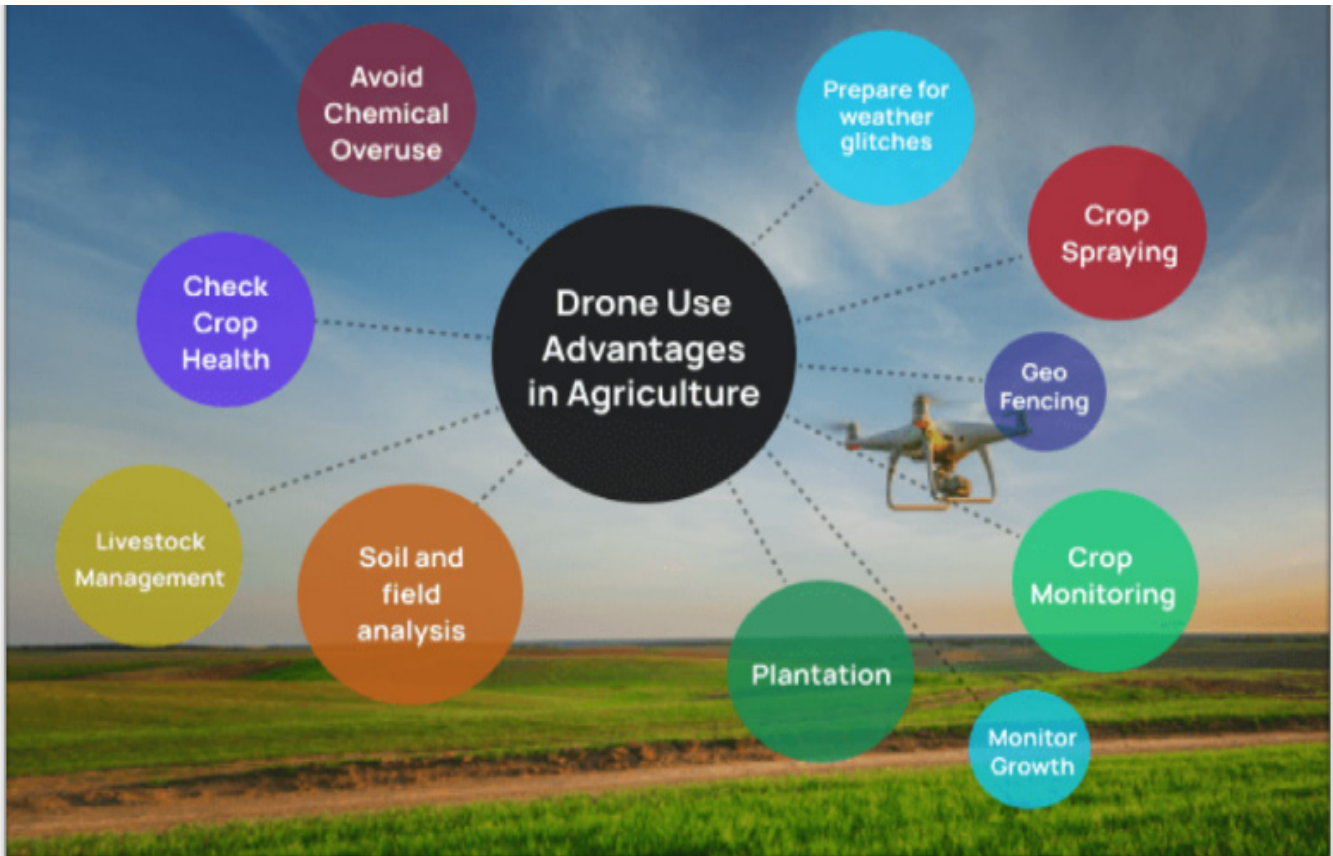 Avoid
Chemical
Overuse
Prepare for
weather
glitches
Crop
Spraying
Check
Crop
Health
Drone Use
Advantages
in Agriculture
Geo
Fencing
Livestock
Management
Soil and
field
analysis
Crop
Monitoring
Plantation
Monitor
Growth